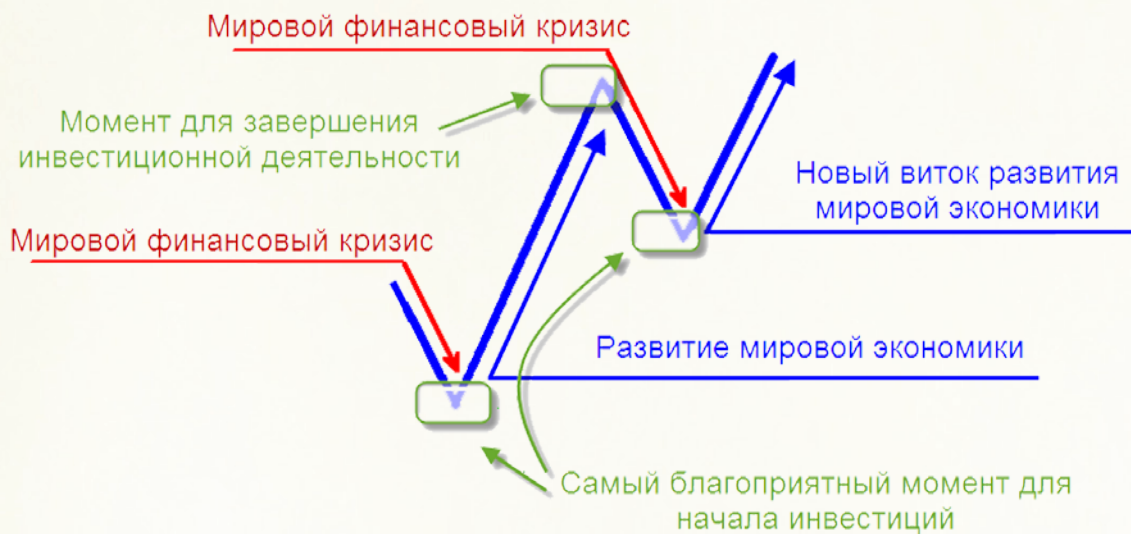 Мировой финансовый кризис
Момент для завершения
инвестиционной деятельности
Новый виток развития
мировой экономики
Мировой финансовый кризис
Развитие мировой экономики
Самый благоприятный момент для
начала инвестиций